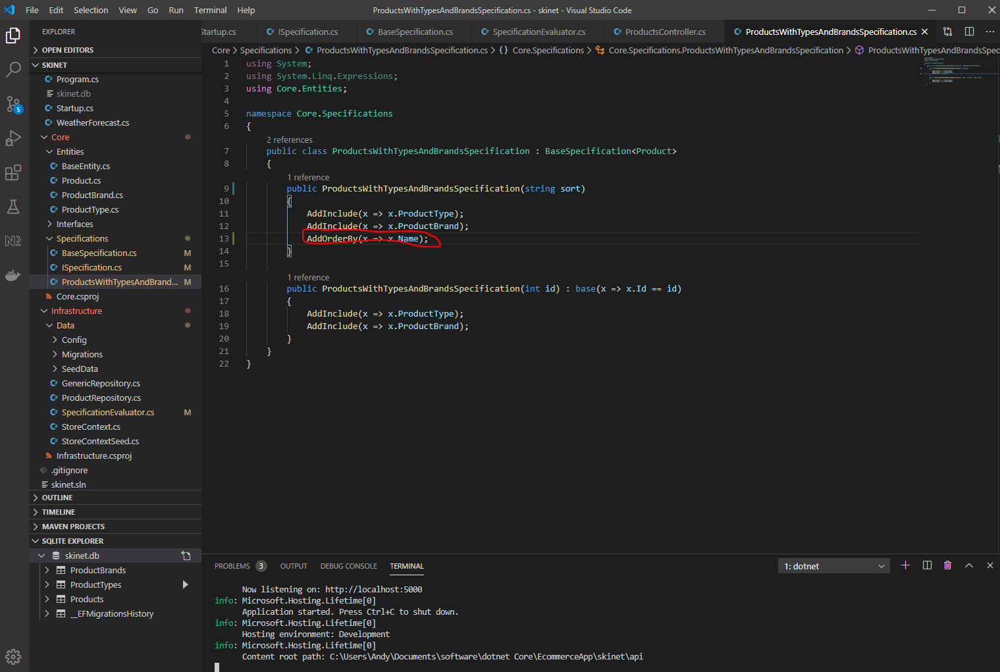 File Edit Selection View Go Run Terminal Help ProductsWithTypesAndBrandsSpecification.cs - skinet - Visual Studio Code
EXPLORER
Startup.cs ISpecification.cs BaseSpecification.cs SpecificationEvaluator.cs ProductsController.cs ProductsWithTypesAndBrandsSpecification.cs
Core > Specifications > ProductsWithTypesAndBrandsSpecification.cs > {} Core.Specifications > Core.Specifications.ProductsWithTypesAndBrandsSpecification > ProductsWithTypesAndBrandsSpec
OPEN EDITORS
SKINET
Program.cs
skinet.db
Startup.cs
WeatherForecast.cs
Core
Entities
BaseEntity.cs
Product.cs
ProductBrand.cs
ProductType.cs
Interfaces
Specifications
BaseSpecification.cs M
ISpecification.cs M
ProductsWithTypesAndBrand... M
Core.csproj
Infrastructure
Data
Config
Migrations
SeedData
GenericRepository.cs
ProductRepository.cs
SpecificationEvaluator.cs M
StoreContext.cs
StoreContextSeed.cs
Infrastructure.csproj
.gitignore
skinet.sln
OUTLINE
TIMELINE
MAVEN PROJECTS
SQLITE EXPLORER
skinet.db
ProductBrands
ProductTypes
Products
__EFMigrationsHistory
5
1 using System;
2 using System.Linq.Expressions;
3 using Core.Entities;
4
5 namespace Core.Specifications
6 {
2 references
7 public class ProductsWithTypesAndBrandsSpecification : BaseSpecification<Product>
8 {
1 reference
9 public ProductsWithTypesAndBrandsSpecification(string sort)
10 {
11 AddInclude(x => x.ProductType);
12 AddInclude(x => x.ProductBrand);
13 AddOrderBy(x => x.Name);
14 }
15
1 reference
16 public ProductsWithTypesAndBrandsSpecification(int id) : base(x => x.Id == id)
17 {
18 AddInclude(x => x.ProductType);
19 AddInclude(x => x.ProductBrand);
20 }
21 }
22 }
PROBLEMS 3 OUTPUT DEBUG CONSOLE TERMINAL 1: dotnet
Now listening on: http://localhost:5000
info: Microsoft.Hosting.Lifetime[0]
Application started. Press Ctrl+C to shut down.
info: Microsoft.Hosting.Lifetime[0]
Hosting environment: Development
info: Microsoft.Hosting.Lifetime[0]
Content root path: C:\Users\Andy\Documents\software\dotnet Core\EcommerceApp\skinet\api